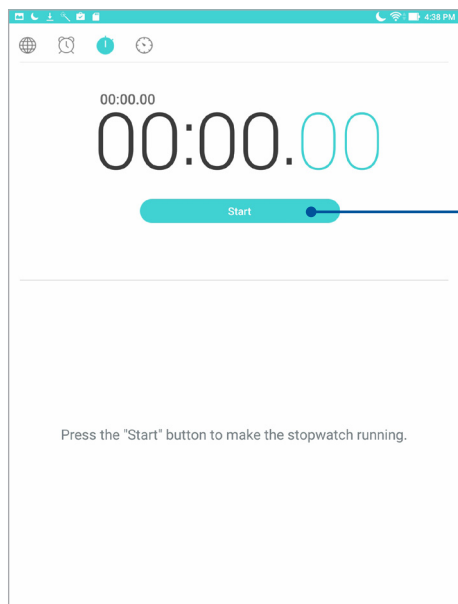 4:38 PM
00:00.00
00:00.00
Start
Press the "Start" button to make the stopwatch running.